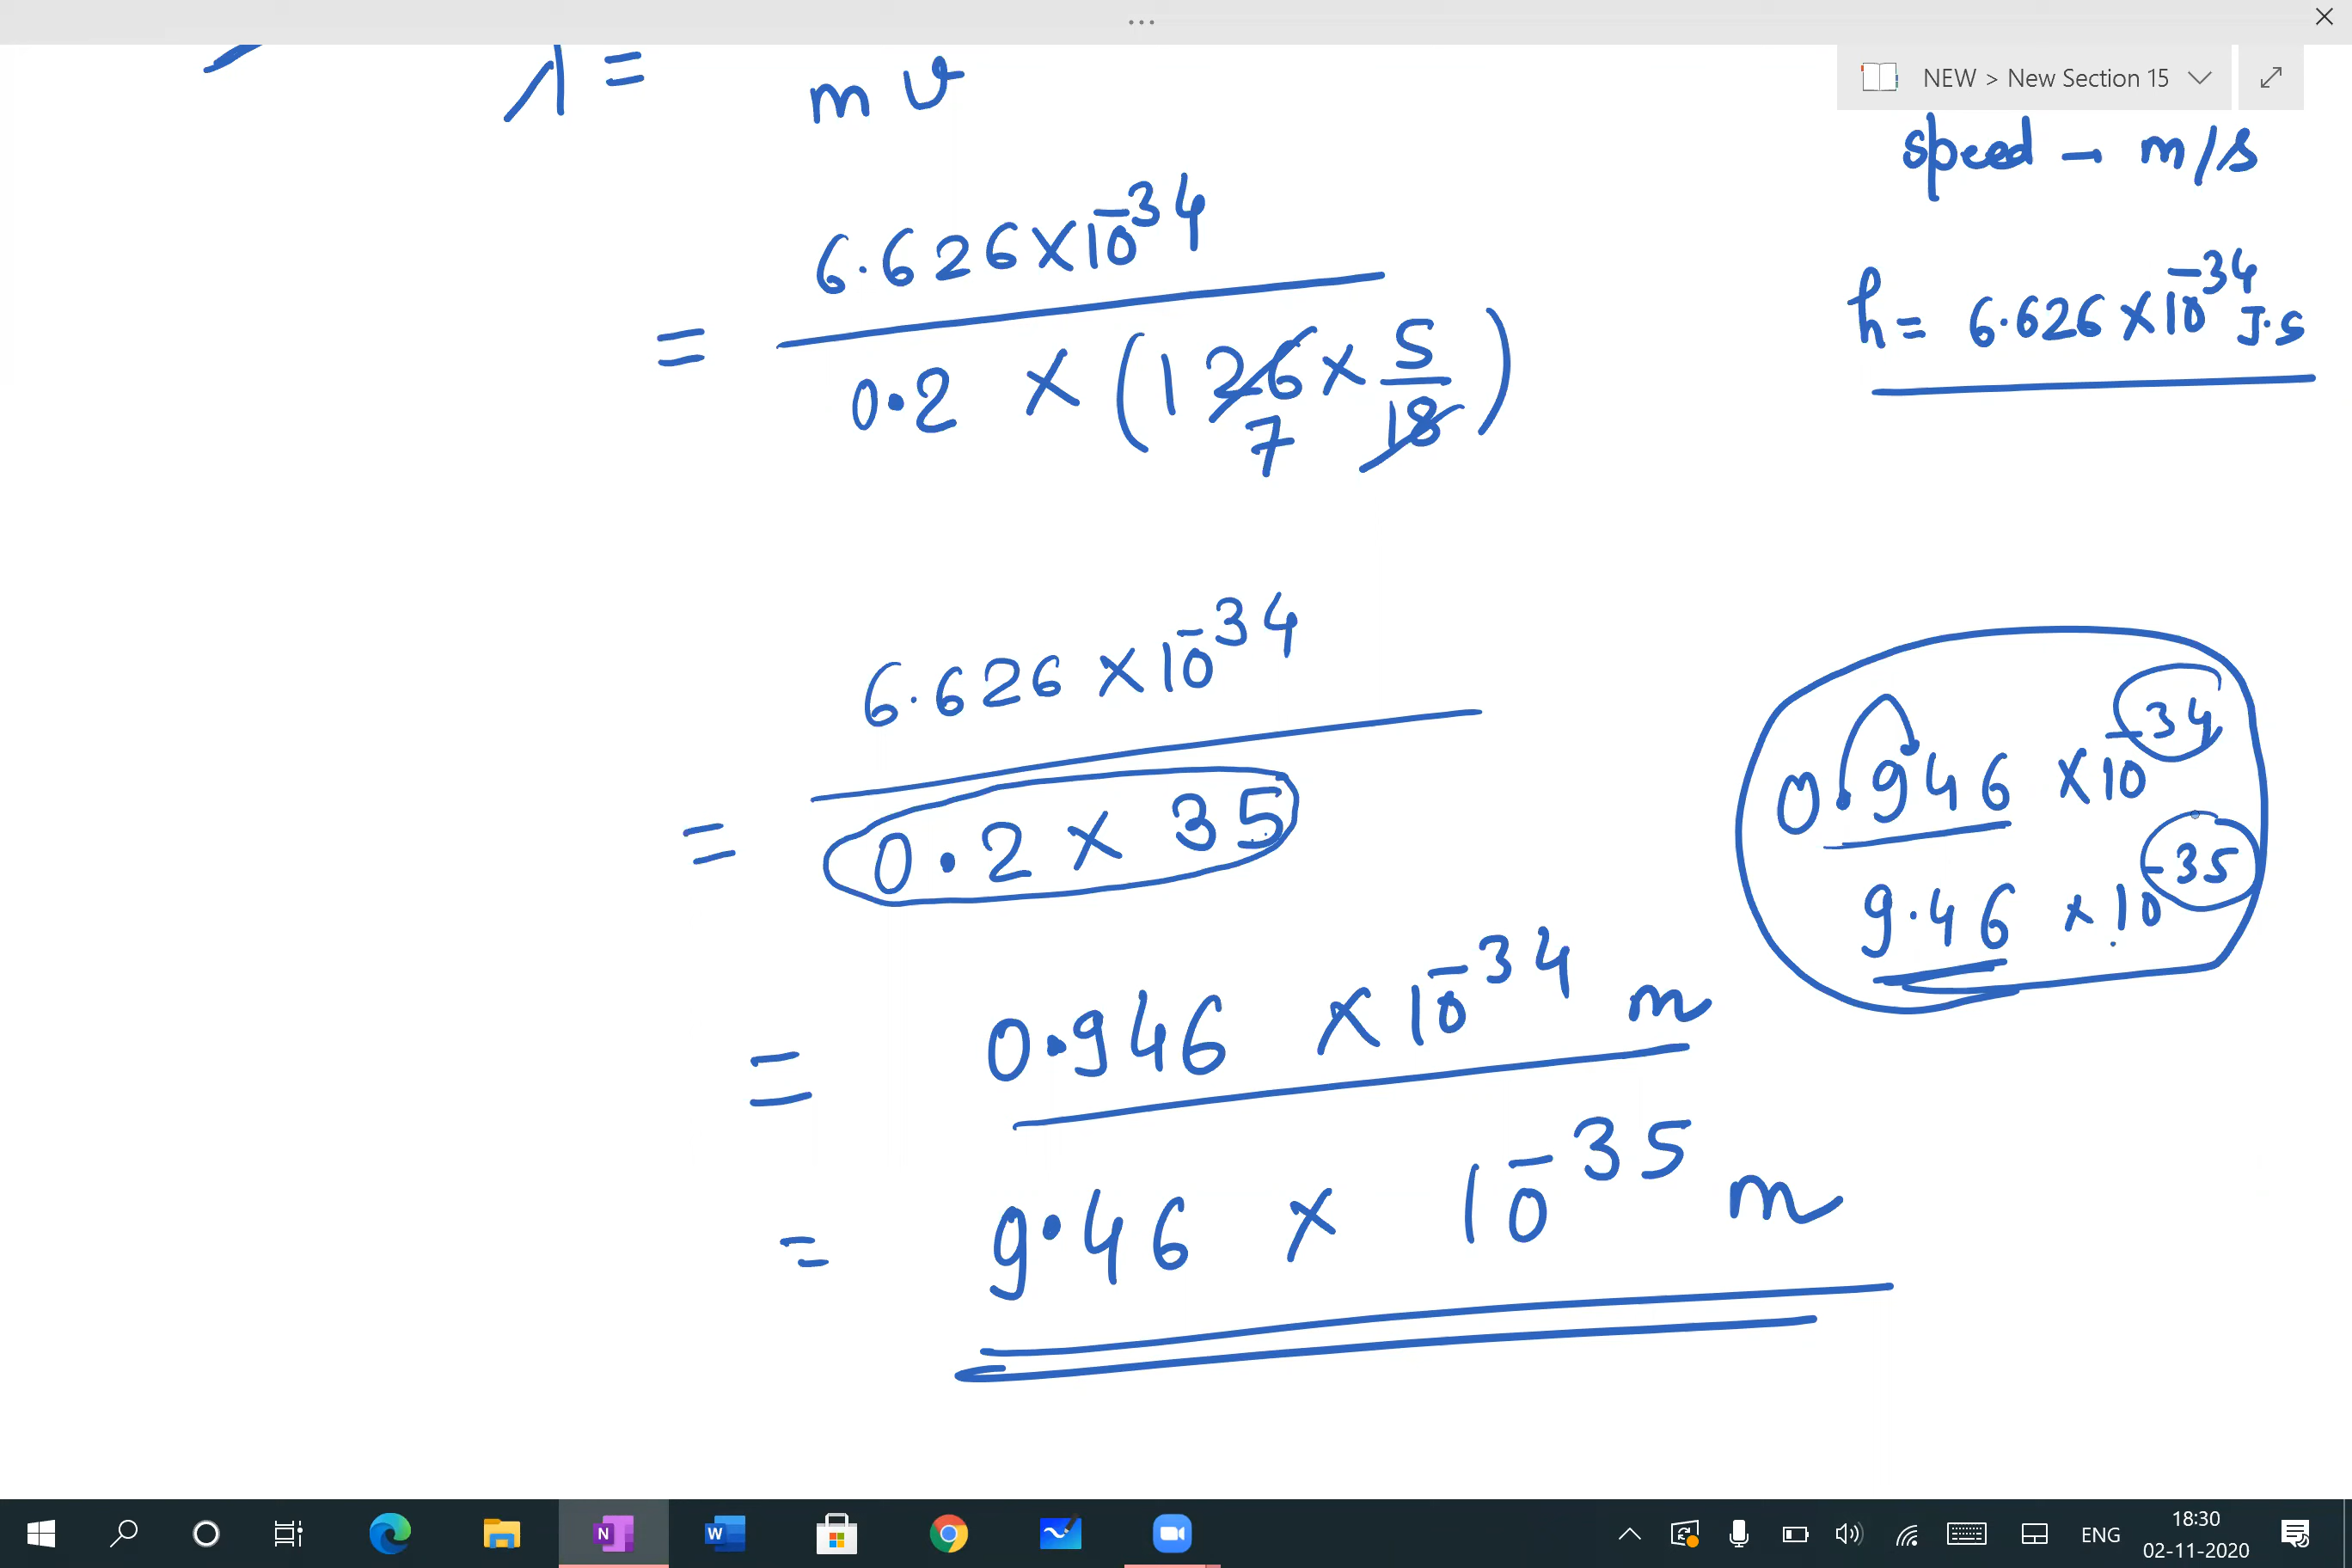 ...
NEW > New Section 15
λ =
m v
speed – m/s
= 6.626 × 10⁻³⁴
0.2 × (126 × 5/18)
7
h = 6.626 × 10⁻³⁴ J.s
6.626 × 10⁻³⁴
= 0.2 × 35
0.946 × 10⁻³⁴
9.46 × 10⁻³⁵
= 0.946 × 10⁻³⁴ m
= 9.46 × 10⁻³⁵ m
N
W
ENG
18:30
02-11-2020